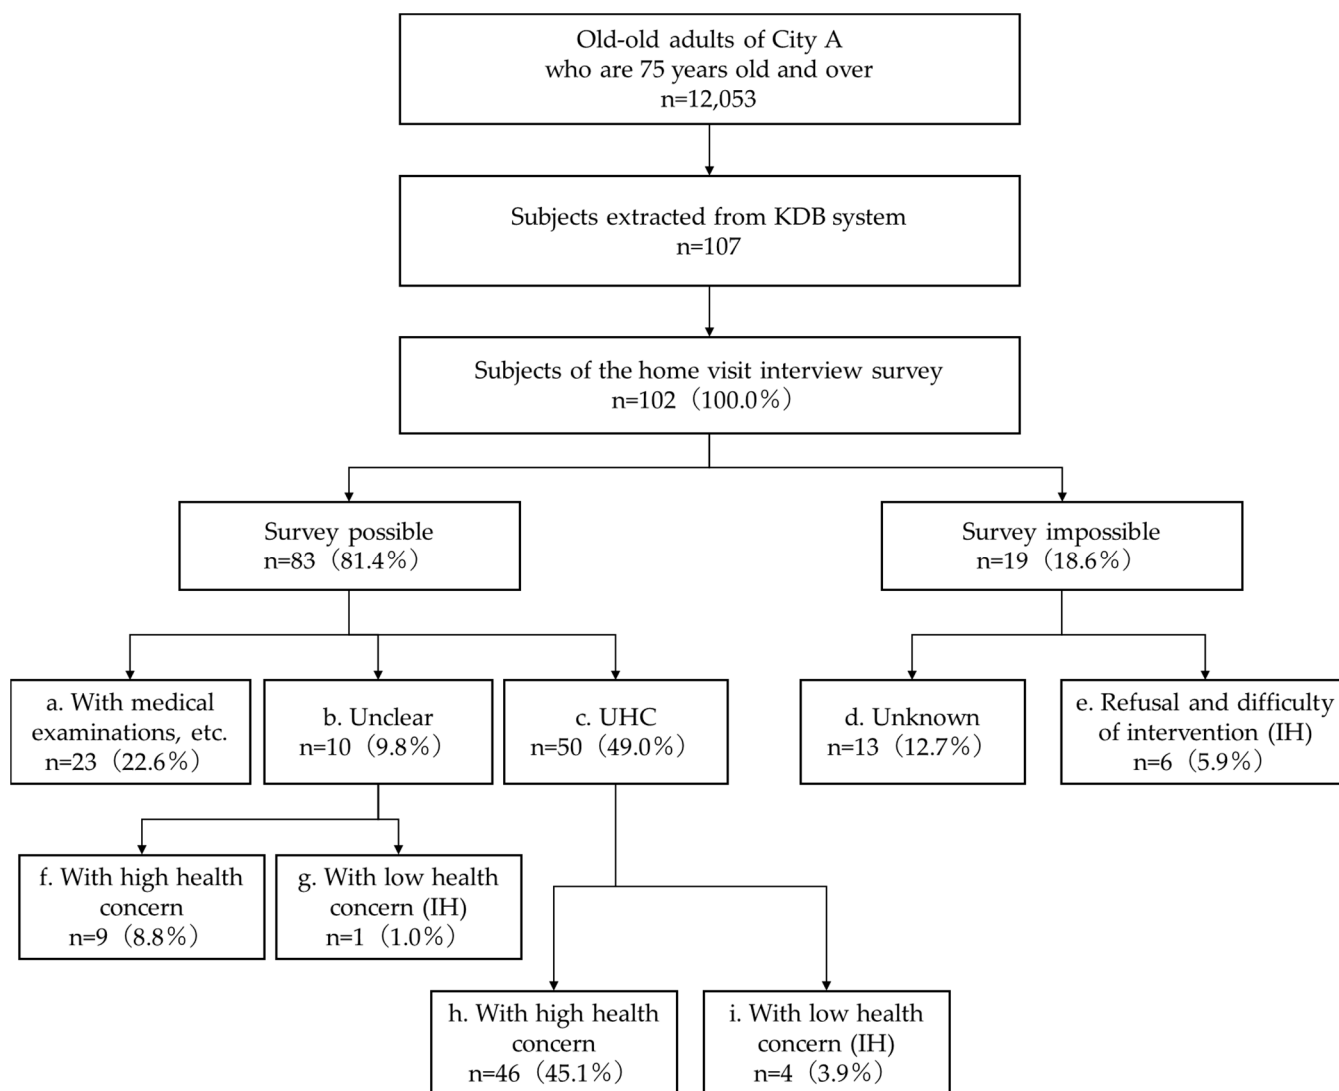 Old-old adults of City A
who are 75 years old and over
n=12,053
Subjects extracted from KDB system
n=107
Subjects of the home visit interview survey
n=102（100.0％）
Survey possible
n=83（81.4％）
Survey impossible
n=19（18.6％）
a. With medical
examinations, etc.
n=23（22.6％）
b. Unclear
n=10（9.8％）
c. UHC
n=50（49.0％）
d. Unknown
n=13（12.7％）
e. Refusal and difficulty
of intervention (IH)
n=6（5.9％）
f. With high health
concern
n=9（8.8％）
g. With low health
concern (IH)
n=1（1.0％）
h. With high health
concern
n=46（45.1％）
i. With low health
concern (IH)
n=4（3.9％）